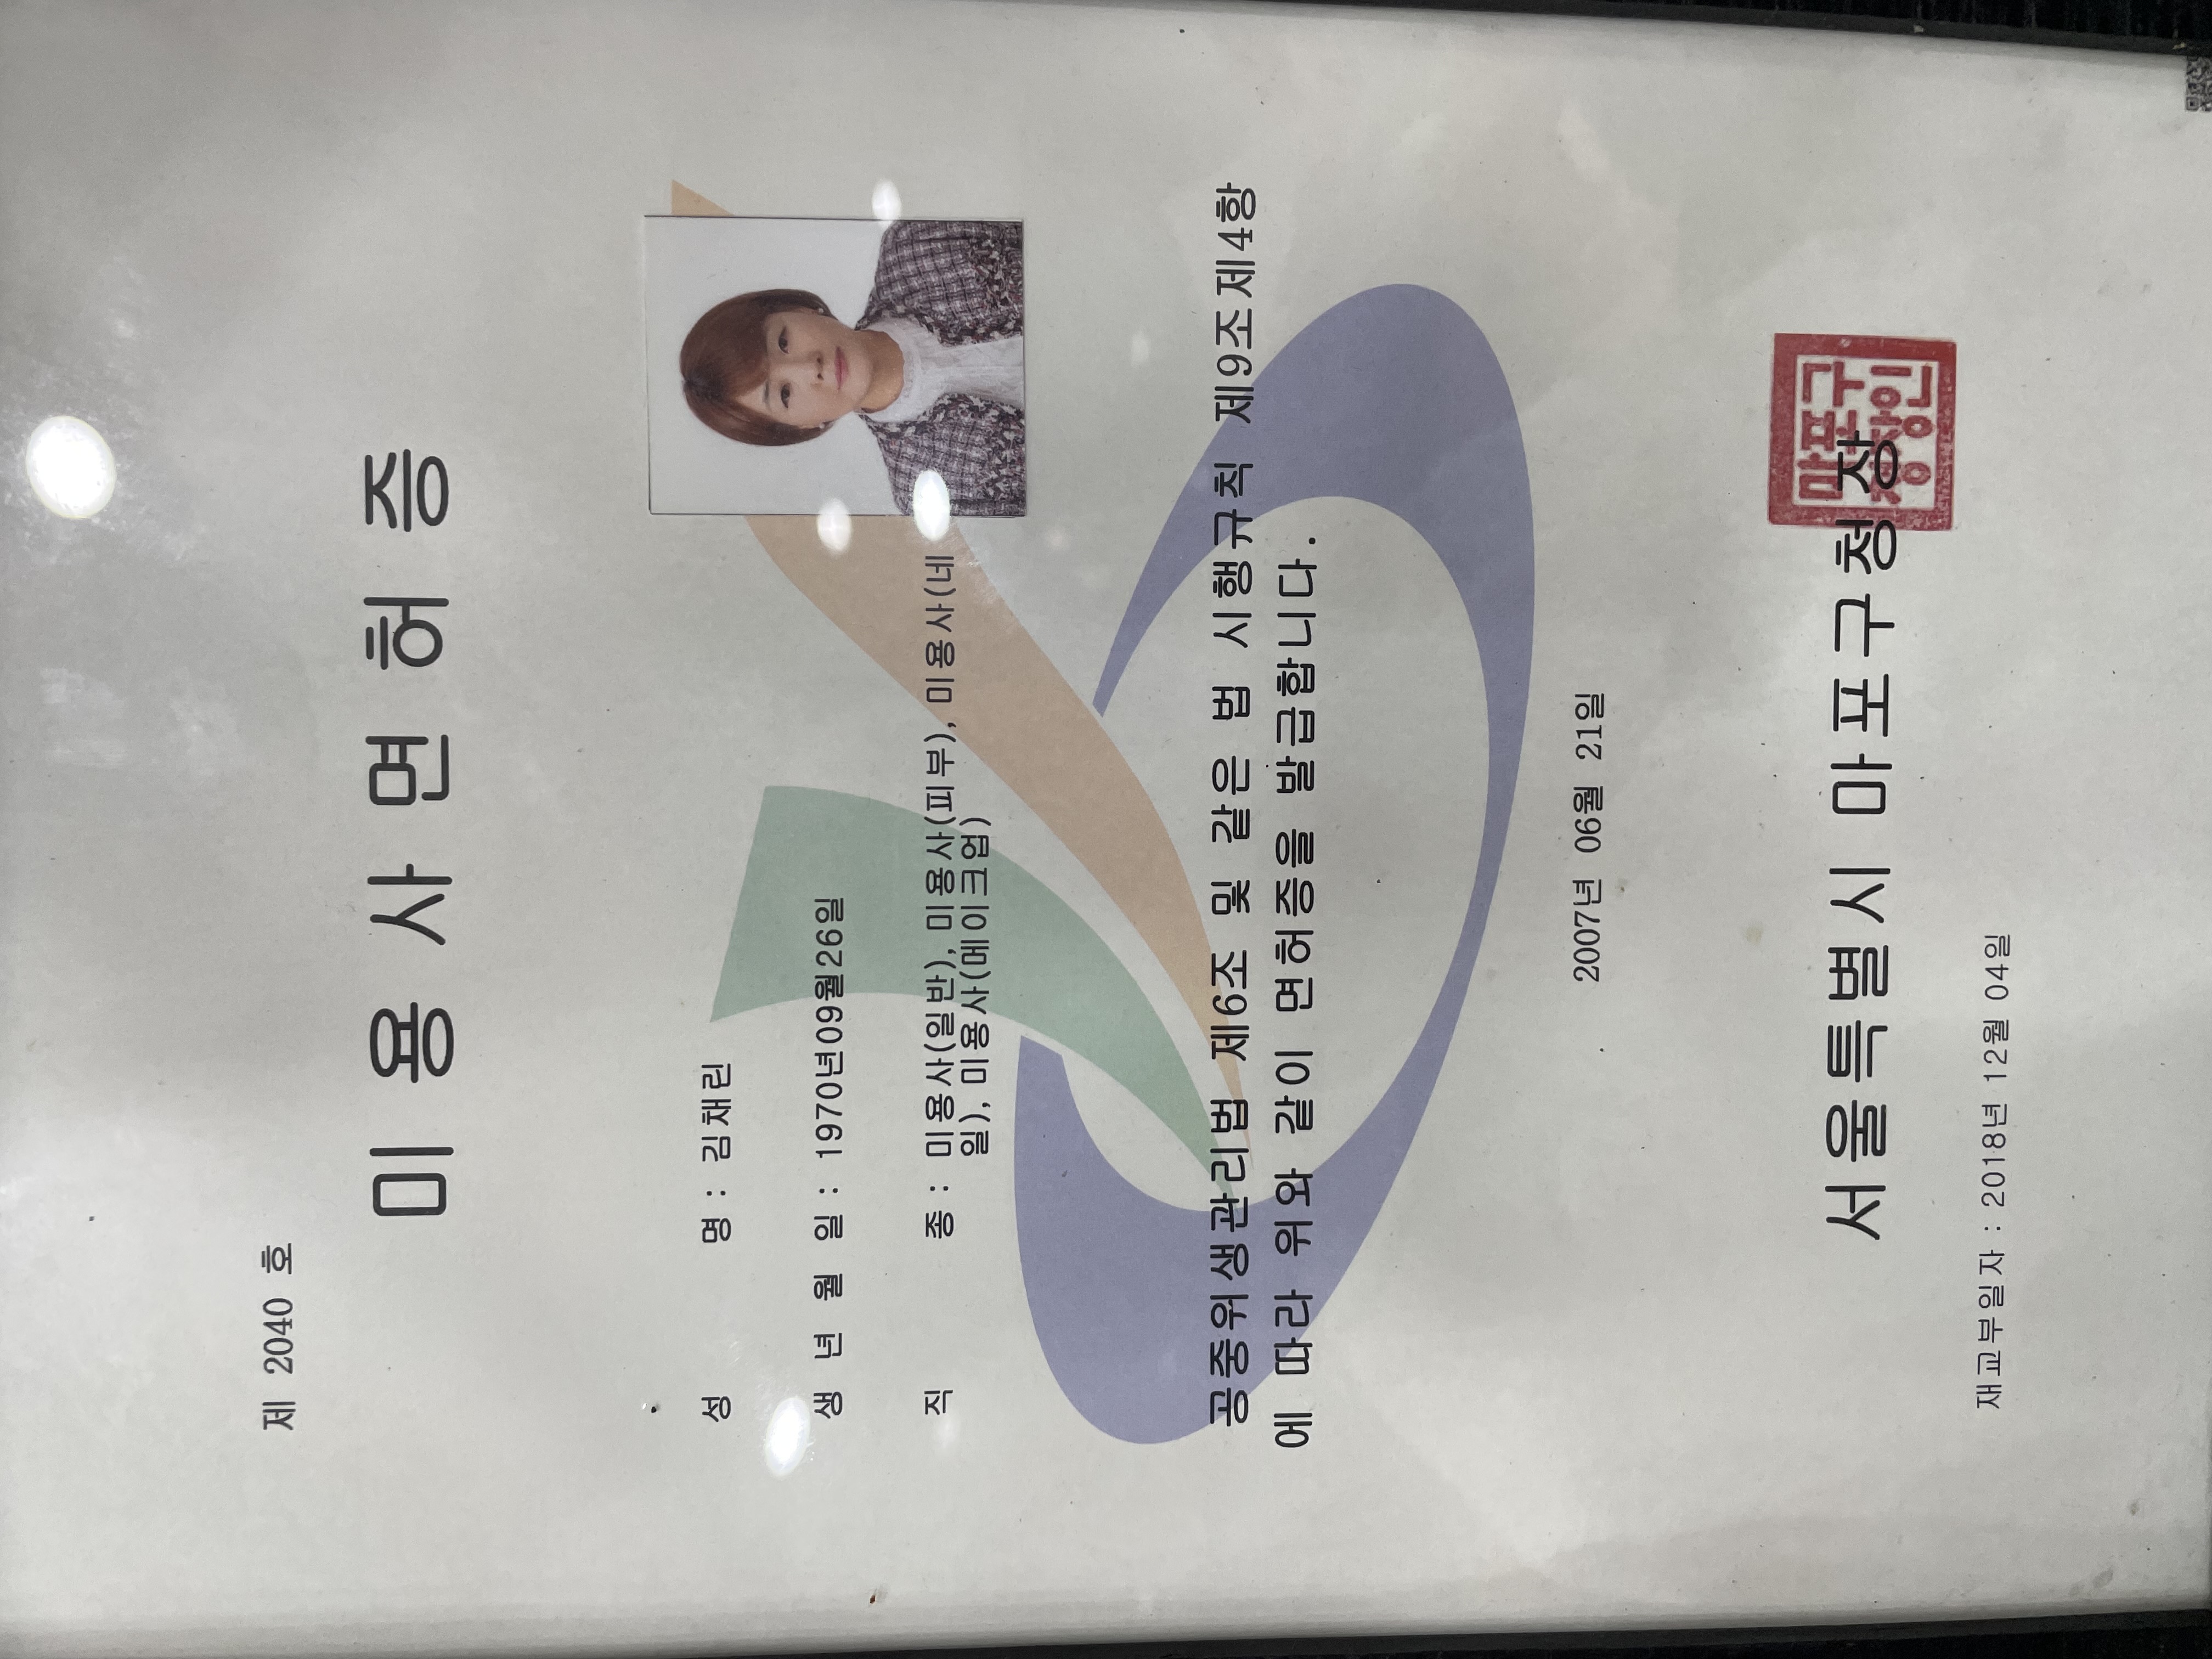 제 2040 호
미용사면허증
성 명 : 김채린
생 년 월 일 : 1970년09월26일
직 종 : 미용사(일반), 미용사(피부), 미용사(네
일), 미용사(메이크업)
공중위생관리법 제6조 및 같은 법 시행규칙 제9조제4항
에 따라 위와 같이 면허증을 발급합니다.
2007년 06월 21일
서울특별시 마포구청장
마포구
청장인
재교부일자 : 2018년 12월 04일